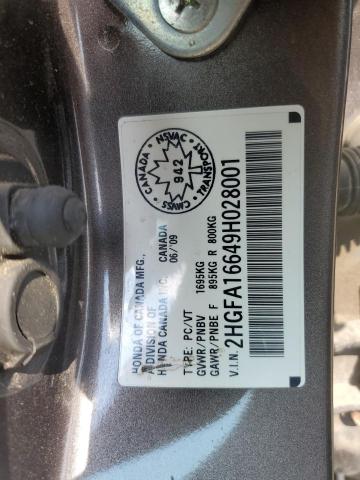 HONDA OF CANADA MFG.,
A DIVISION OF
HONDA CANADA INC. CANADA
06/'09
TYPE: PC/VT
GVWR/PNBV 1695KG
GAWR/PNBE F 895KG R 800KG
V.I.N. 2HGFA16649H028001
NSVAC
CANADA
942
TRANSPORT
CMVSS